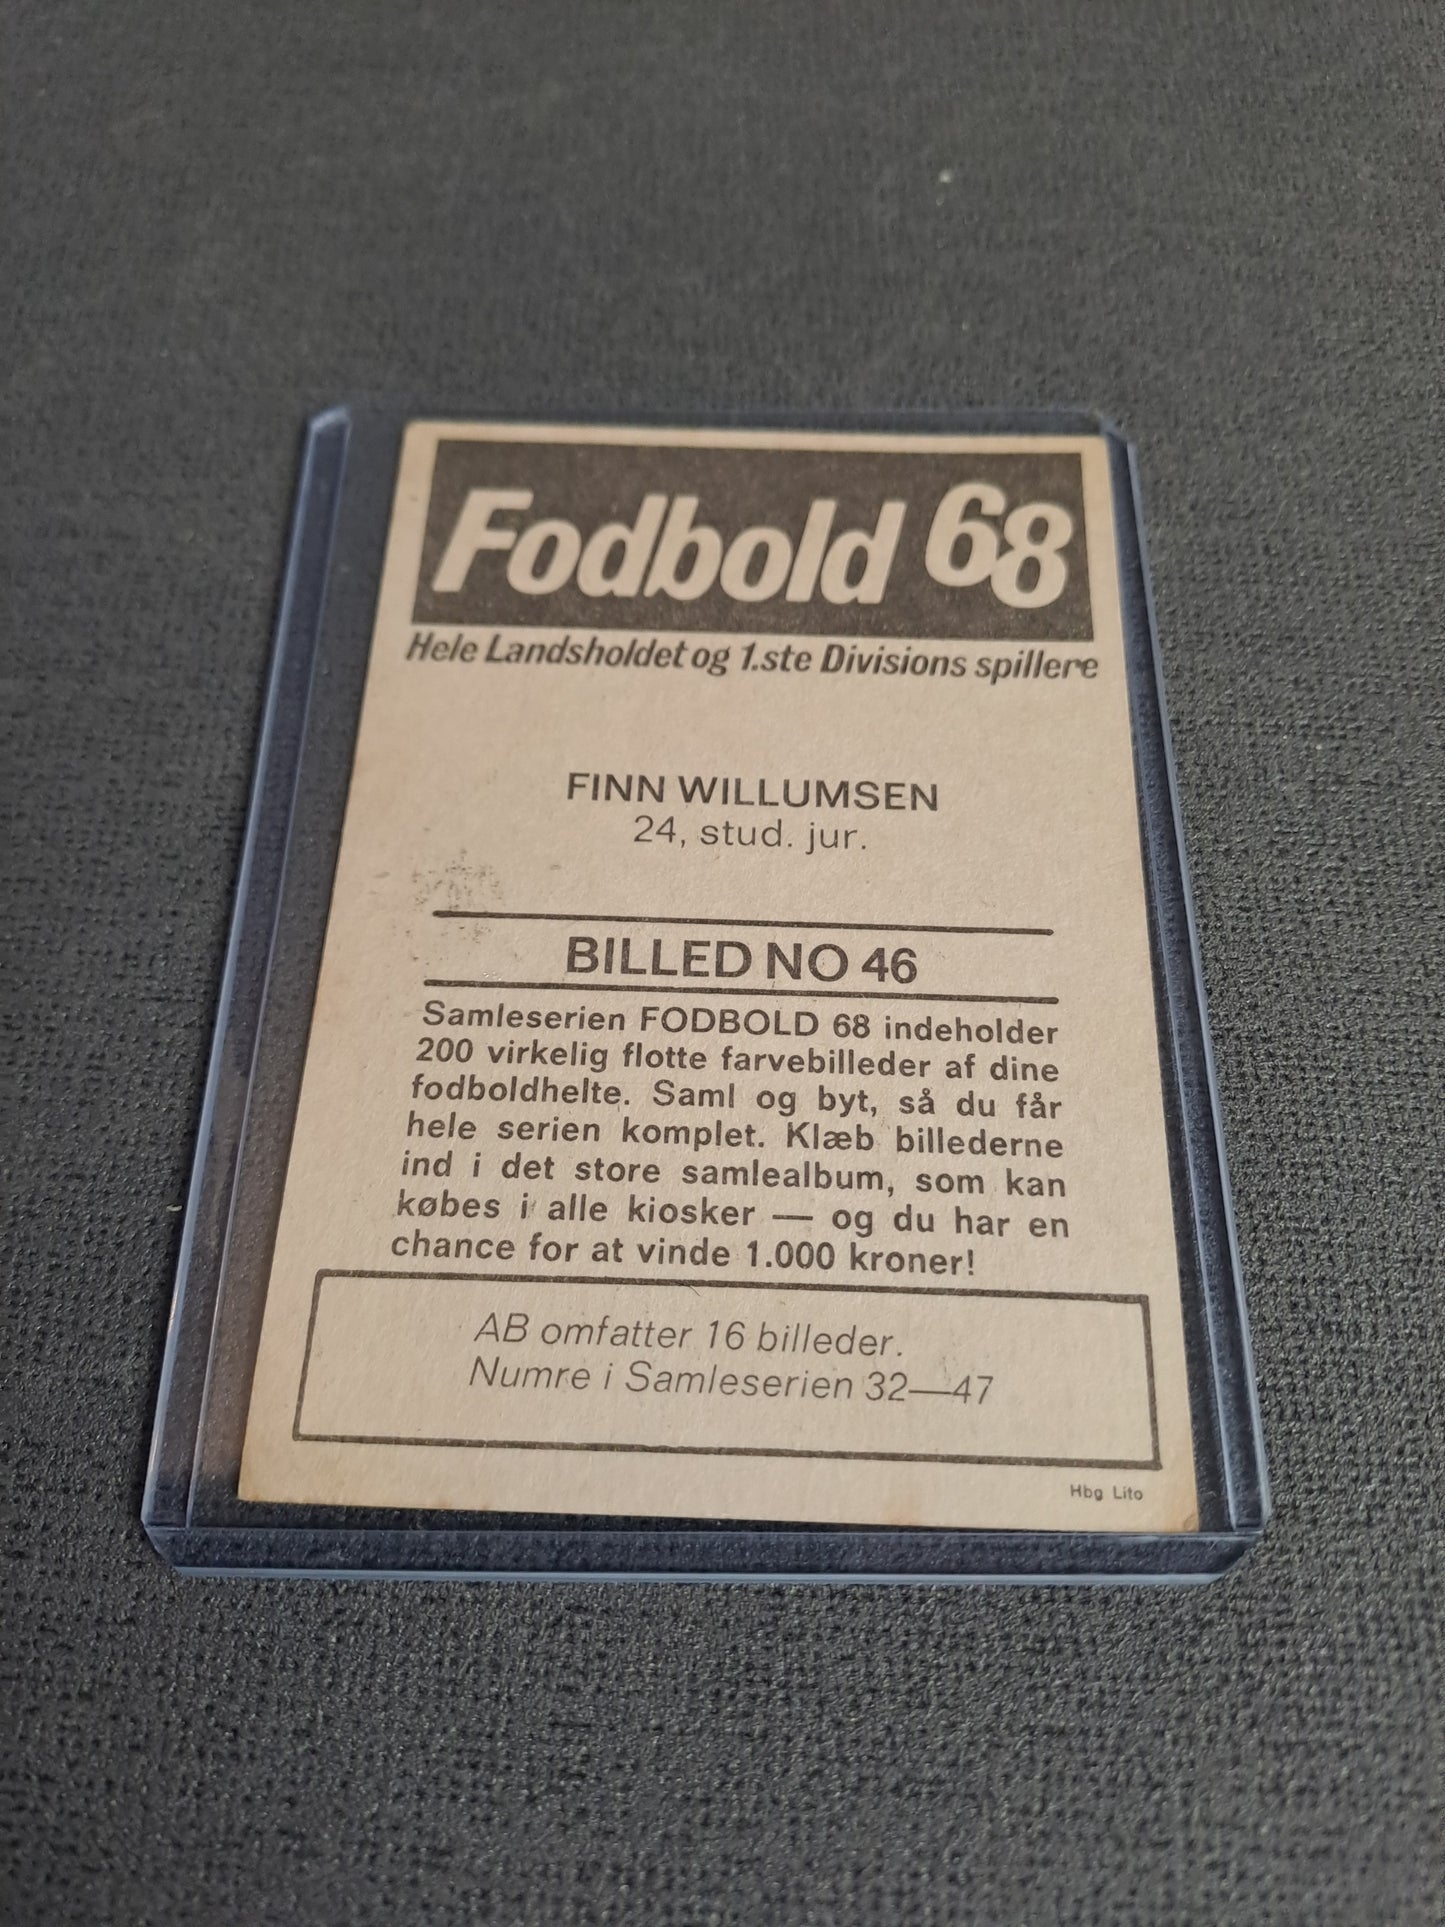 Fodbold 68
Hele Landsholdet og 1.ste Divisions spillere
FINN WILLUMSEN
24, stud. jur.
BILLED NO 46
Samleserien FODBOLD 68 indeholder
200 virkelig flotte farvebilleder af dine
fodboldhelte. Saml og byt, så du får
hele serien komplet. Klæb billederne
ind i det store samlealbum, som kan
købes i alle kiosker — og du har en
chance for at vinde 1.000 kroner!
AB omfatter 16 billeder.
Numre i Samleserien 32—47
Hbg Lito